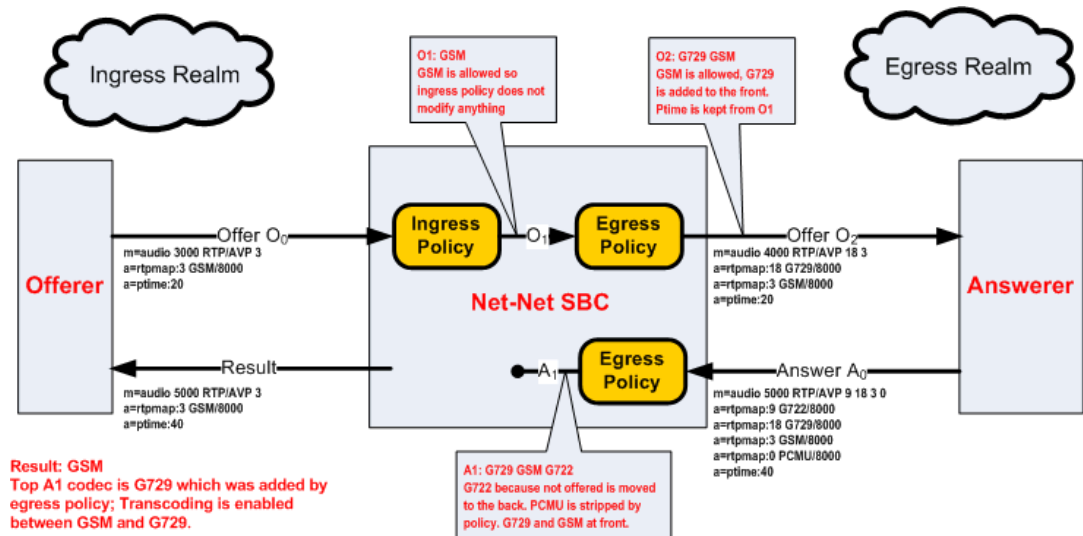 Ingress Realm
Egress Realm
O1: GSM
GSM is allowed so
ingress policy does not
modify anything
O2: G729 GSM
GSM is allowed, G729
is added to the front.
Ptime is kept from O1
Offerer
Offer O0
m=audio 3000 RTP/AVP 3
a=rtpmap:3 GSM/8000
a=ptime:20
Ingress
Policy
O1
Egress
Policy
Offer O2
m=audio 4000 RTP/AVP 18 3
a=rtpmap:18 G729/8000
a=rtpmap:3 GSM/8000
a=ptime:20
Answerer
Net-Net SBC
Result
m=audio 5000 RTP/AVP 3
a=rtpmap:3 GSM/8000
a=ptime:40
A1
Egress
Policy
Answer A0
m=audio 5000 RTP/AVP 9 18 3 0
a=rtpmap:9 G722/8000
a=rtpmap:18 G729/8000
a=rtpmap:3 GSM/8000
a=rtpmap:0 PCMU/8000
a=ptime:40
Result: GSM
Top A1 codec is G729 which was added by
egress policy; Transcoding is enabled
between GSM and G729.
A1: G729 GSM G722
G722 because not offered is moved
to the back. PCMU is stripped by
policy. G729 and GSM at front.